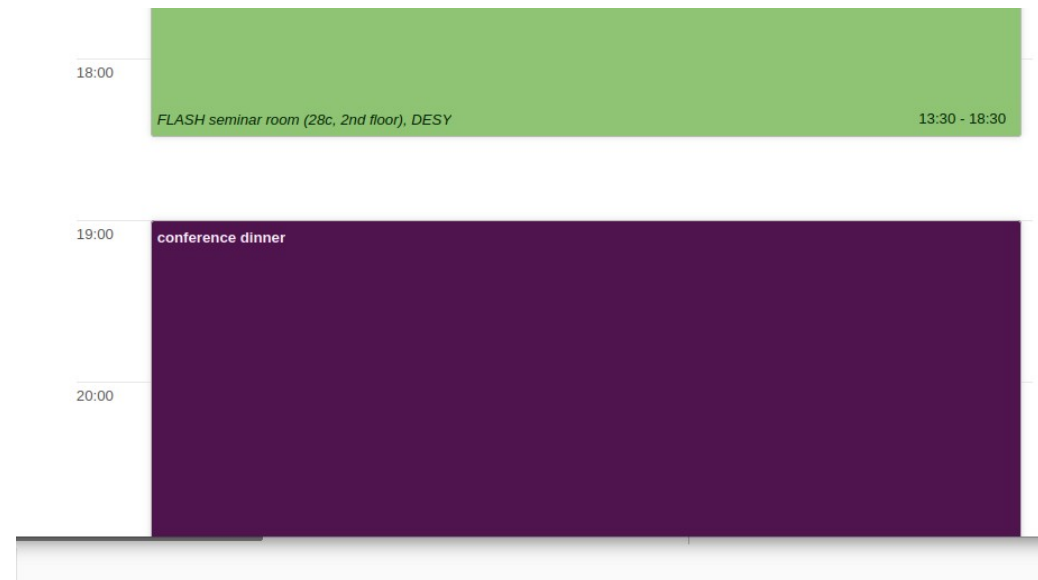 18:00
FLASH seminar room (28c, 2nd floor), DESY 13:30 - 18:30
19:00
conference dinner
20:00